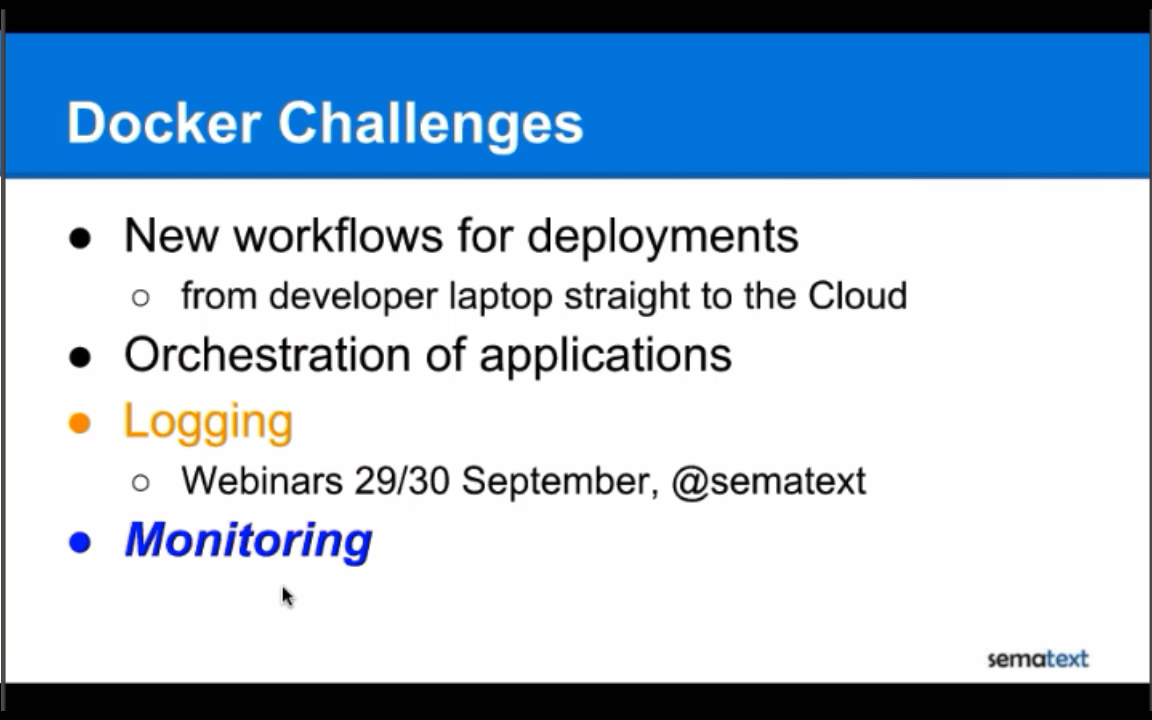 Docker Challenges
● New workflows for deployments
○ from developer laptop straight to the Cloud
● Orchestration of applications
● Logging
○ Webinars 29/30 September, @sematext
● Monitoring
sematext